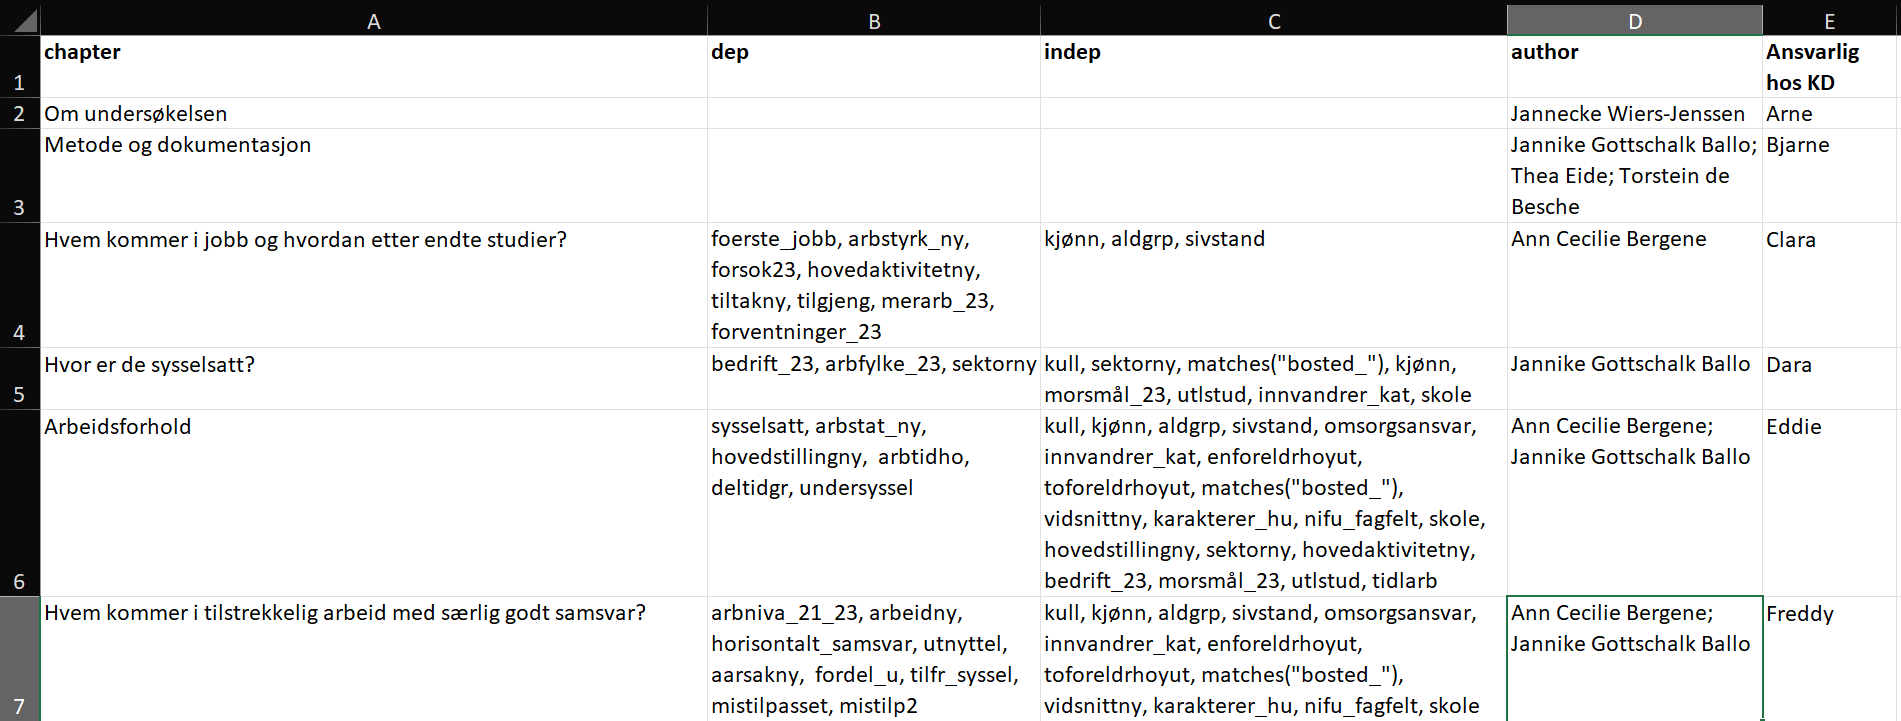 A B C D E
1 chapter dep indep author Ansvarlig
hos KD
2 Om undersøkelsen Jannecke Wiers-Jenssen Arne
3 Metode og dokumentasjon Jannike Gottschalk Ballo; Bjarne
Thea Eide; Torstein de
Besche
4 Hvem kommer i jobb og hvordan etter endte studier? foerste_jobb, arbstyrk_ny, kjønn, aldgrp, sivstand Ann Cecilie Bergene Clara
forsok23, hovedaktivitetny,
tiltakny, tilgjeng, merarb_23,
forventninger_23
5 Hvor er de sysselsatt? bedrift_23, arbfylke_23, sektorny kull, sektorny, matches("bosted_"), kjønn, Jannike Gottschalk Ballo Dara
morsmål_23, utlstud, innvandrer_kat, skole
6 Arbeidsforhold sysselsatt, arbstat_ny, kull, kjønn, aldgrp, sivstand, omsorgsansvar, Ann Cecilie Bergene; Eddie
hovedstillingny, arbtidho, innvandrer_kat, enforeldrhoyut, Jannike Gottschalk Ballo
deltidgr, undersyssel toforeldrhoyut, matches("bosted_"),
vidsnittny, karakterer_hu, nifu_fagfelt, skole,
hovedstillingny, sektorny, hovedaktivitetny,
bedrift_23, morsmål_23, utlstud, tidlarb
7 Hvem kommer i tilstrekkelig arbeid med særlig godt samsvar? arbniva_21_23, arbeidny, kull, kjønn, aldgrp, sivstand, omsorgsansvar, Ann Cecilie Bergene; Freddy
horisontalt_samsvar, utnyttel, innvandrer_kat, enforeldrhoyut, Jannike Gottschalk Ballo
aarsakny, fordel_u, tilfr_syssel, toforeldrhoyut, matches("bosted_"),
mistilpasset, mistilp2 vidsnittny, karakterer_hu, nifu_fagfelt, skole